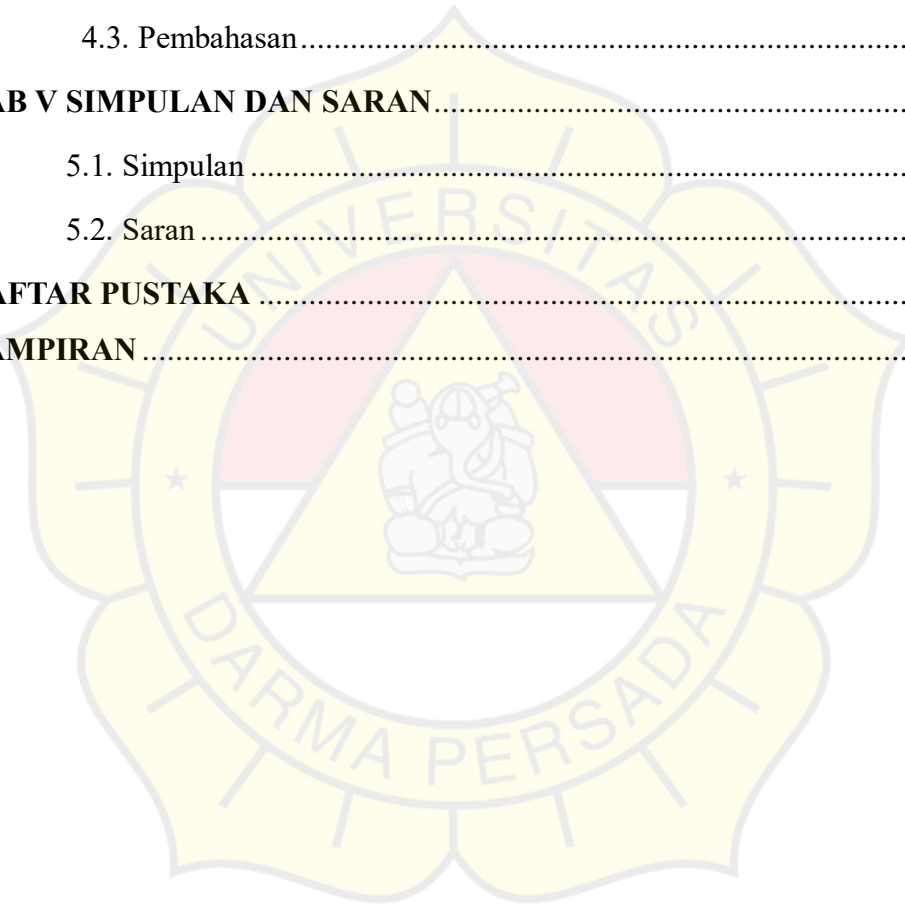 4.3. Pembahasan........................................................................
AB V SIMPULAN DAN SARAN........................................................
5.1. Simpulan........................................................................
5.2. Saran........................................................................
AFTAR PUSTAKA........................................................................
AMPIRAN........................................................................
UNIVERSITAS
DARMA PERSADA